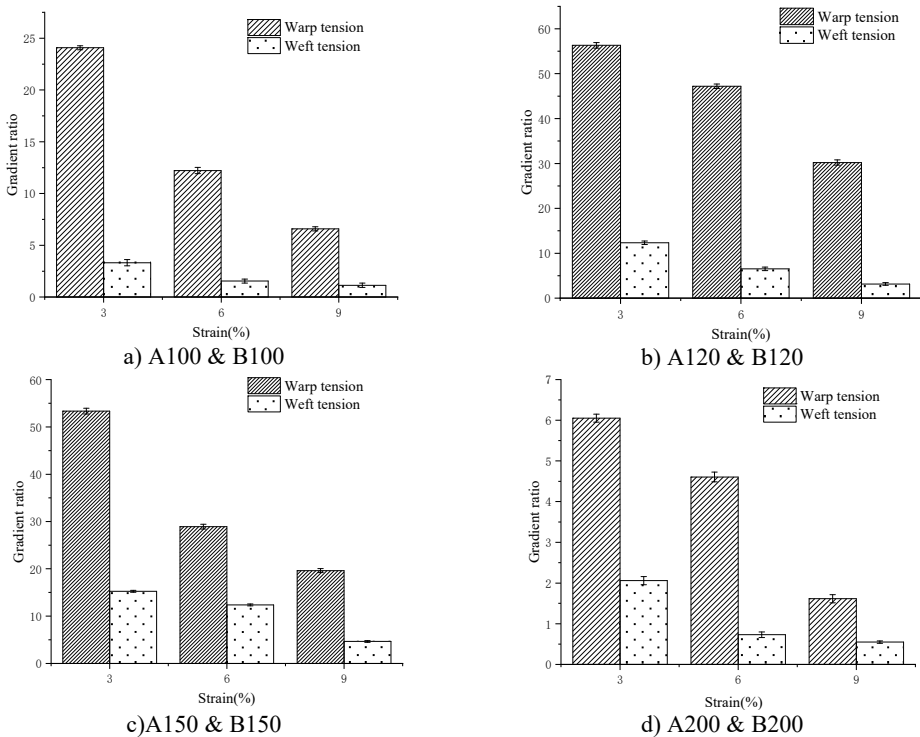 Warp tension
Weft tension
25
20
15
10
5
0
Gradient ratio
3
6
9
Strain(%)
a) A100 & B100
Warp tension
Weft tension
60
50
40
30
20
10
0
Gradient ratio
3
6
9
Strain(%)
b) A120 & B120
Warp tension
Weft tension
60
50
40
30
20
10
0
Gradient ratio
3
6
9
Strain(%)
c)A150 & B150
Warp tension
Weft tension
7
6
5
4
3
2
1
0
Gradient ratio
3
6
9
Strain(%)
d) A200 & B200